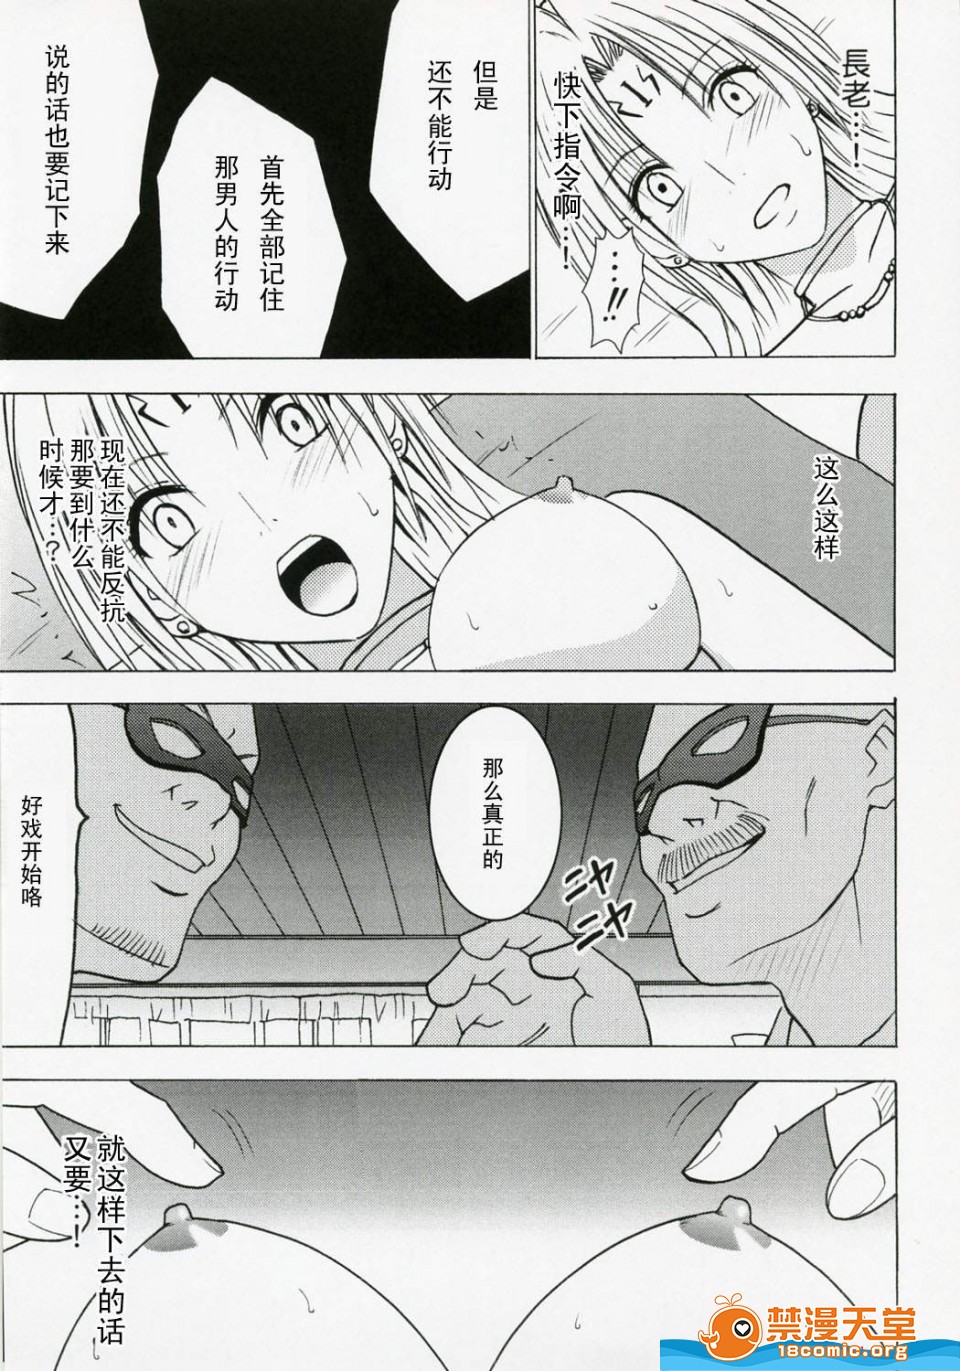 長老…!
快下指令啊…!
…!!
但是
还不能行动
首先全部记住
那男人的行动
说的话也要记下来
这么这样
现在还不能反抗
那要到什么
时候才…?
那么真正的
ニヤ
ニヤ
好戏开始咯
就这样下去的话
又要…!
禁漫天堂
18comic.org